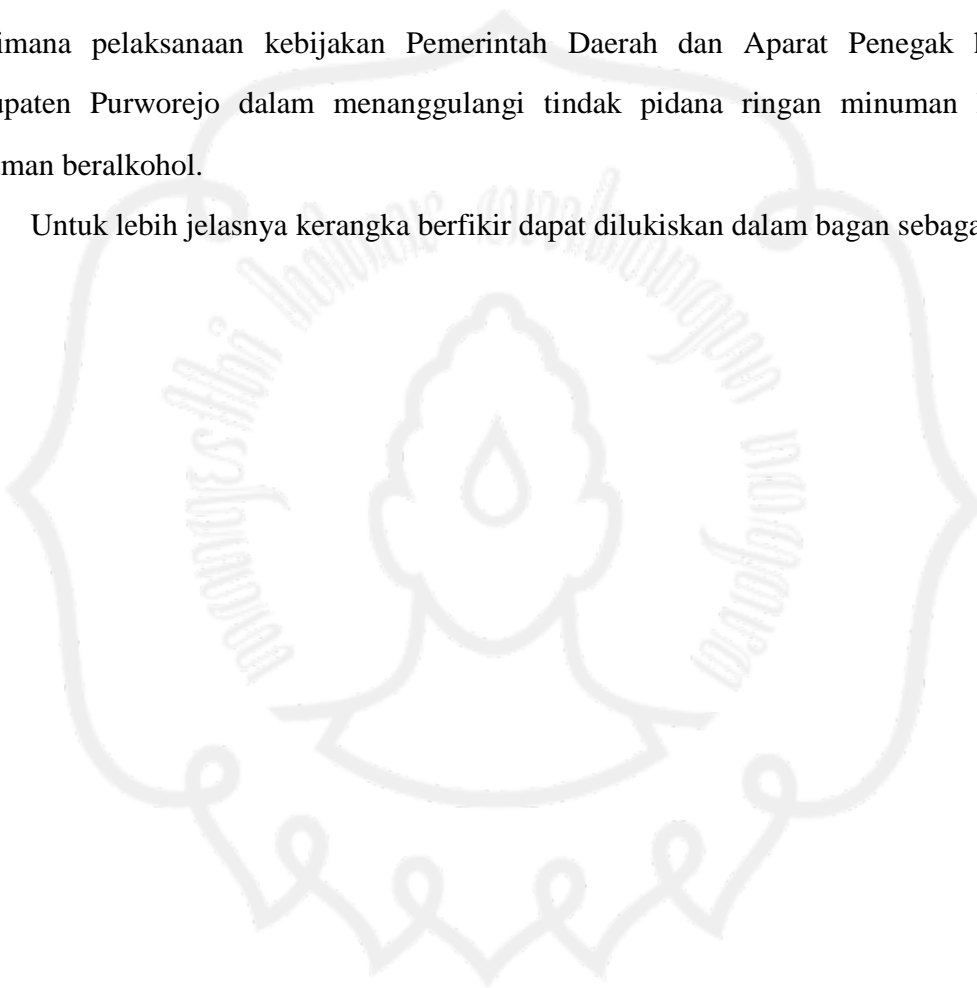 imana pelaksanaan kebijakan Pemerintah Daerah dan Aparat Penegak
upaten Purworejo dalam menanggulangi tindak pidana ringan minuman
man beralkohol.
Untuk lebih jelasnya kerangka berfikir dapat dilukiskan dalam bagan sebaga